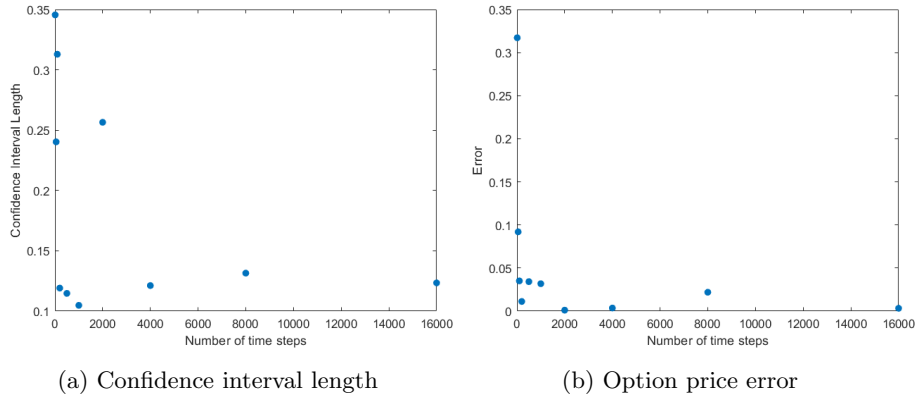 0.35
0.3
0.25
0.2
0.15
0.1
Confidence Interval Length
0 2000 4000 6000 8000 10000 12000 14000 16000
Number of time steps
(a) Confidence interval length
0.35
0.3
0.25
0.2
0.15
0.1
0.05
0
Error
0 2000 4000 6000 8000 10000 12000 14000 16000
Number of time steps
(b) Option price error